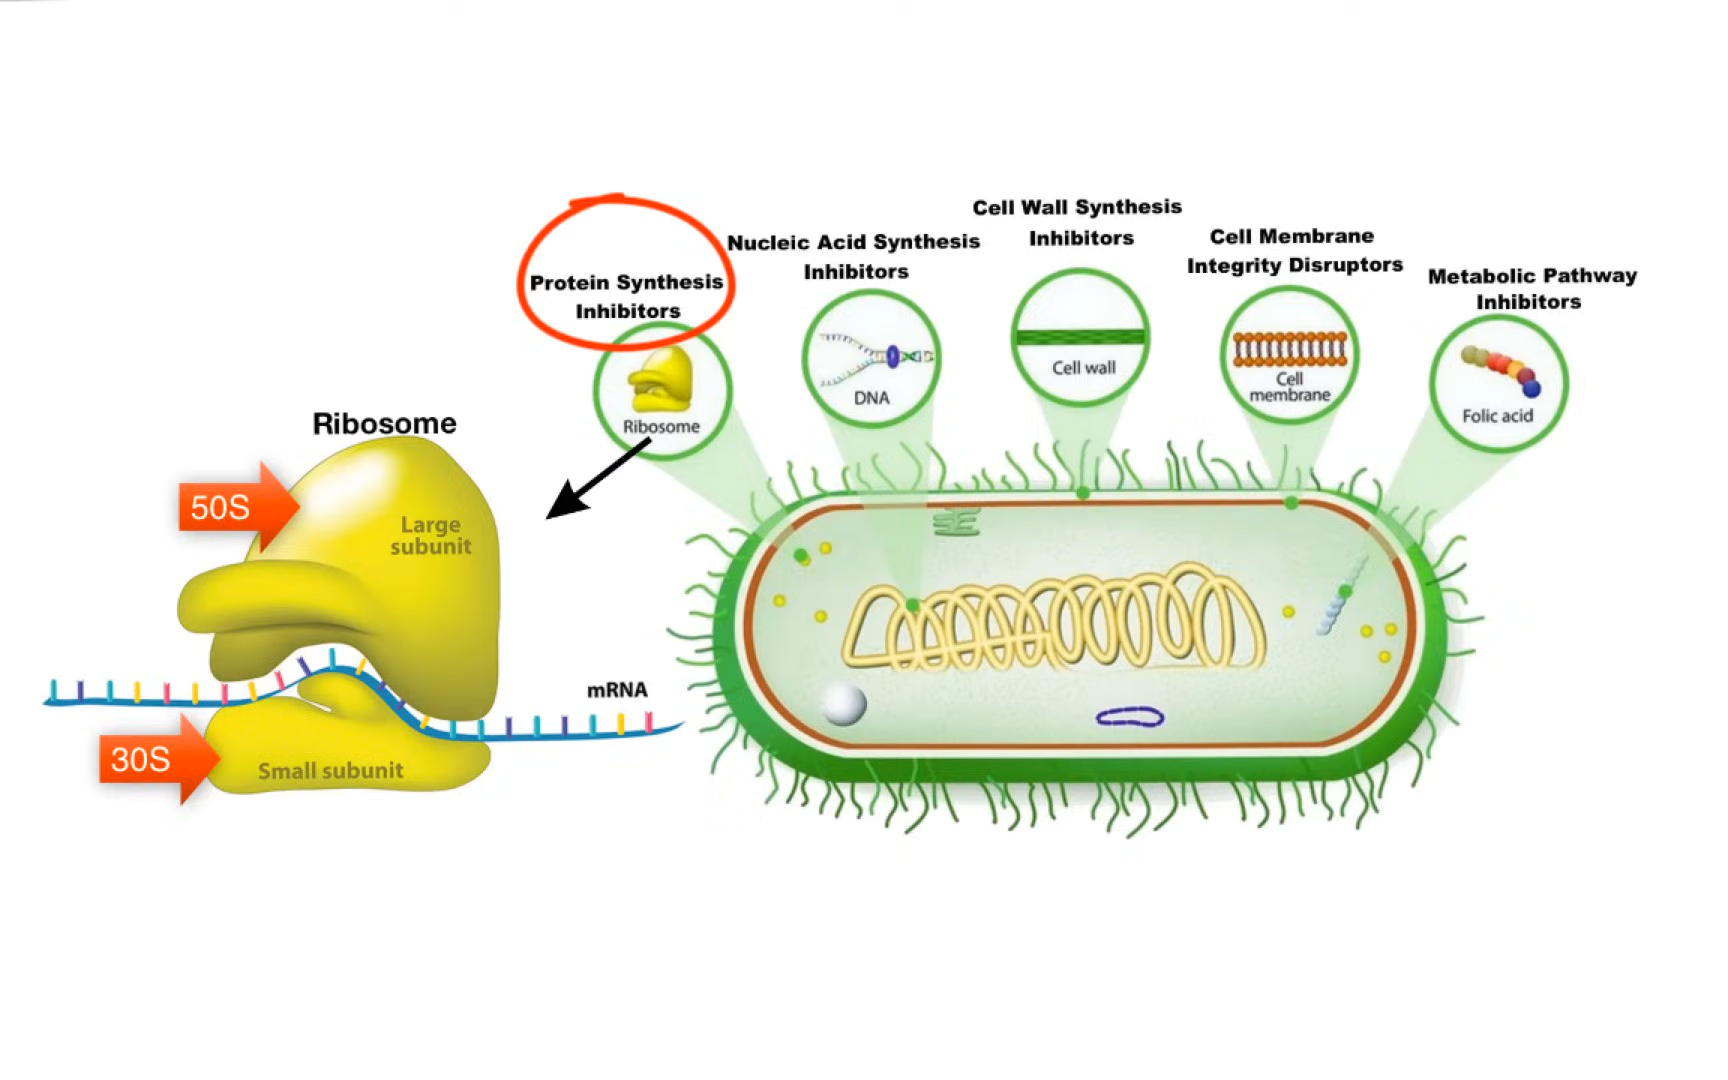 Protein Synthesis
Inhibitors
Ribosome
Nucleic Acid Synthesis
Inhibitors
DNA
Cell Wall Synthesis
Inhibitors
Cell wall
Cell Membrane
Integrity Disruptors
Cell
membrane
Metabolic Pathway
Inhibitors
Folic acid
Ribosome
50S
Large
subunit
mRNA
30S
Small subunit